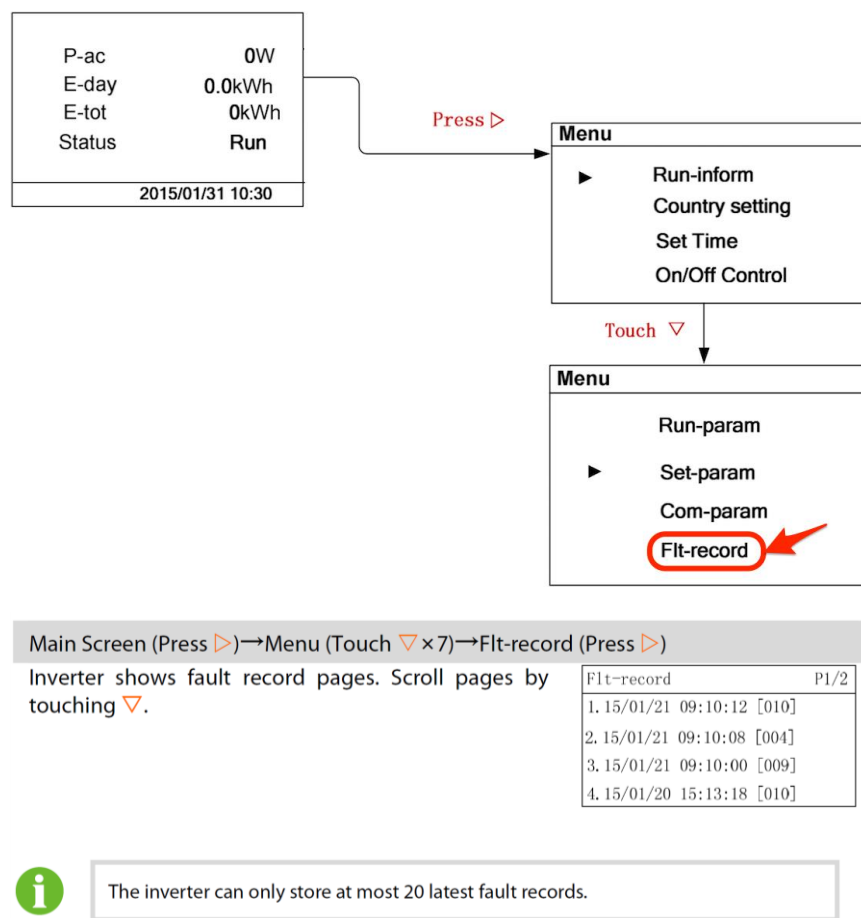 P-ac 0W
E-day 0.0kWh
E-tot 0kWh
Status Run
2015/01/31 10:30
Press ▷
Menu
▶ Run-inform
Country setting
Set Time
On/Off Control
Touch ▽
Menu
Run-param
▶ Set-param
Com-param
Flt-record
Main Screen (Press ▷)→Menu (Touch ▽×7)→Flt-record (Press ▷)
Inverter shows fault record pages. Scroll pages by
touching ▽.
Flt-record P1/2
1. 15/01/21 09:10:12 [010]
2. 15/01/21 09:10:08 [004]
3. 15/01/21 09:10:00 [009]
4. 15/01/20 15:13:18 [010]
i
The inverter can only store at most 20 latest fault records.